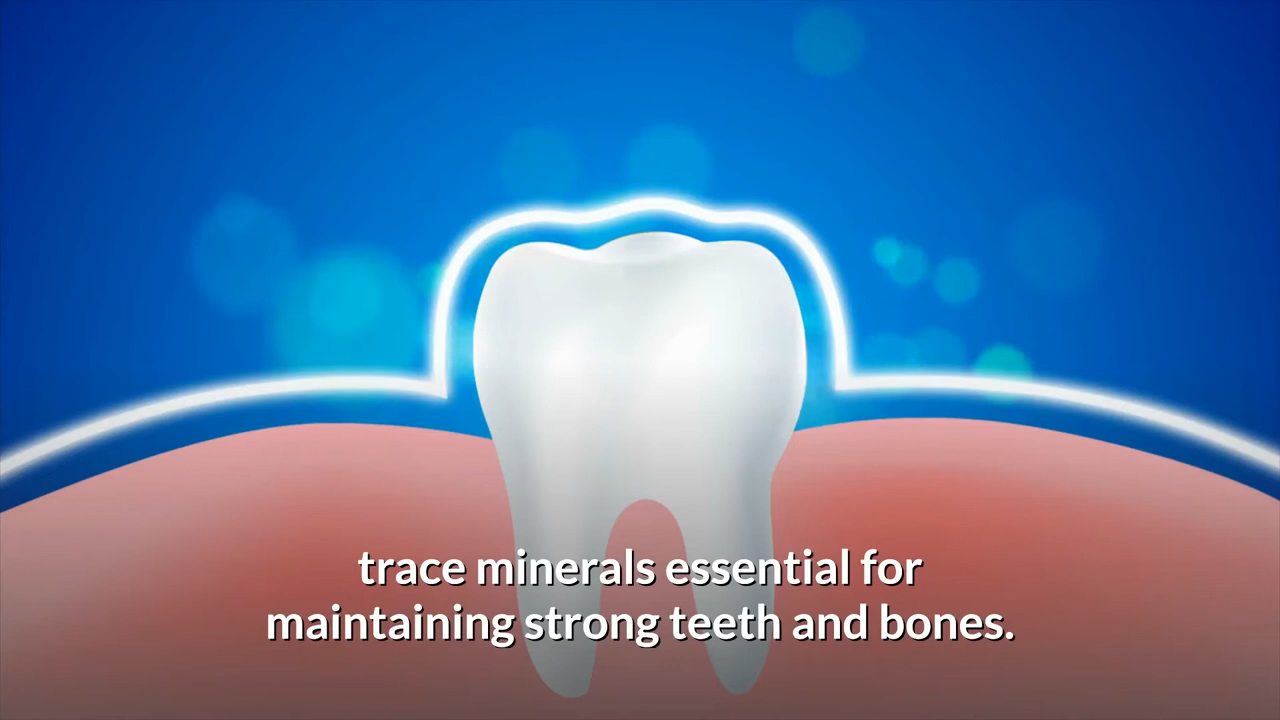 trace minerals essential for
maintaining strong teeth and bones.